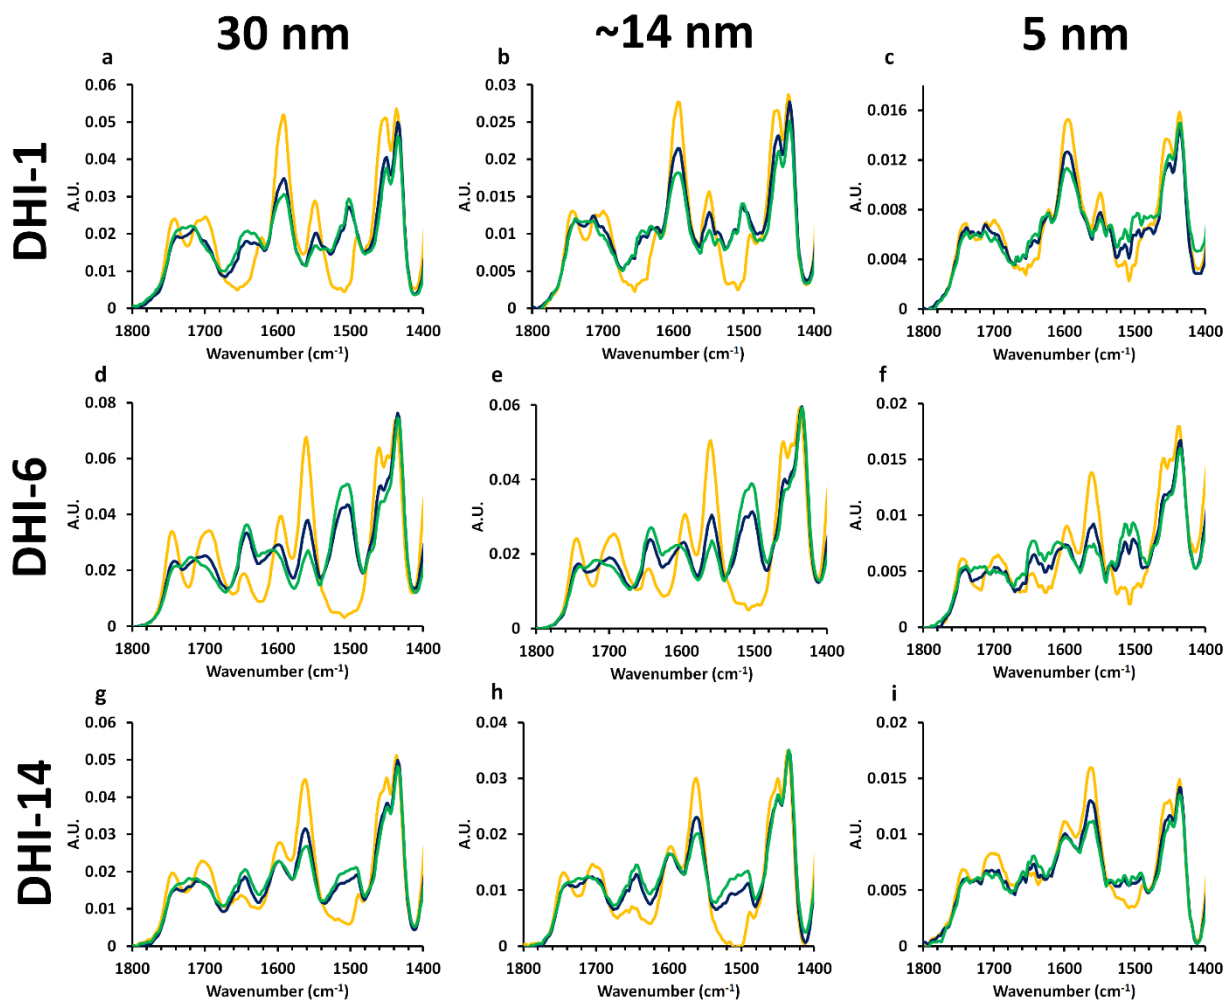 30 nm
~14 nm
5 nm
DHI-1
a
0.06
0.05
0.04
0.03
0.02
0.01
0
A.U.
1800
1700
1600
1500
1400
Wavenumber (cm⁻¹)
b
0.03
0.025
0.02
0.015
0.01
0.005
0
A.U.
1800
1700
1600
1500
1400
Wavenumber (cm⁻¹)
c
0.016
0.012
0.008
0.004
0
A.U.
1800
1700
1600
1500
1400
Wavenumber (cm⁻¹)
DHI-6
d
0.08
0.06
0.04
0.02
0
A.U.
1800
1700
1600
1500
1400
Wavenumber (cm⁻¹)
e
0.06
0.04
0.02
0
A.U.
1800
1700
1600
1500
1400
Wavenumber (cm⁻¹)
f
0.02
0.015
0.01
0.005
0
A.U.
1800
1700
1600
1500
1400
Wavenumber (cm⁻¹)
DHI-14
g
0.06
0.05
0.04
0.03
0.02
0.01
0
A.U.
1800
1700
1600
1500
1400
Wavenumber (cm⁻¹)
h
0.04
0.03
0.02
0.01
0
A.U.
1800
1700
1600
1500
1400
Wavenumber (cm⁻¹)
i
0.02
0.015
0.01
0.005
0
A.U.
1800
1700
1600
1500
1400
Wavenumber (cm⁻¹)